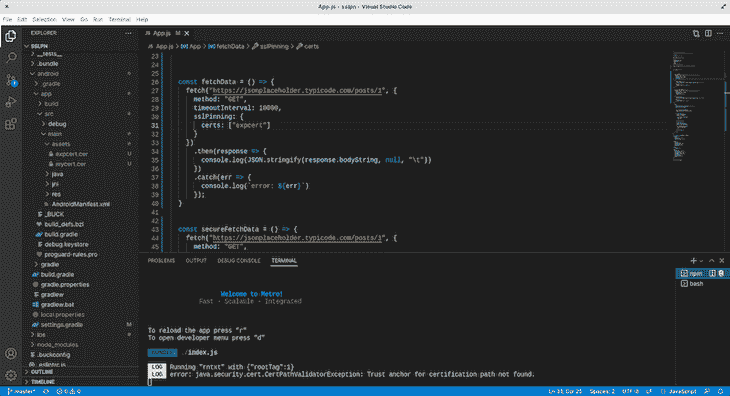 App.js - sslpn - Visual Studio Code
File Edit Selection View Go Run Terminal Help
EXPLORER
App.js M
SSLPN
App.js > App > fetchData > sslPinning > certs
__tests__
.bundle
android
.gradle
app
build
src
debug
main
assets
expcert.cer
mycert.cer
java
jni
res
AndroidManifest.xml
_BUCK
build_defs.bzl
build.gradle
debug.keystore
proguard-rules.pro
gradle
build.gradle
gradle.properties
gradlew
gradlew.bat
local.properties
settings.gradle M
ios
node_modules
.buckconfig
OUTLINE
TIMELINE
23
24
25
26 const fetchData = () => {
27 fetch("https://jsonplaceholder.typicode.com/posts/3", {
28 method: "GET",
29 timeoutInterval: 10000,
30 sslPinning: {
31 certs: ["expcert"]
32 }
33 })
34 .then(response => {
35 console.log(JSON.stringify(response.bodyString, null, "\t"))
36 })
37 .catch(err => {
38 console.log(`error: ${err}`)
39 });
40 }
41
42
43 const secureFetchData = () => {
44 fetch("https://jsonplaceholder.typicode.com/posts/3", {
45 method: "GET",
PROBLEMS OUTPUT DEBUG CONSOLE TERMINAL
npm
bash
Welcome to Metro!
Fast - Scalable - Integrated
To reload the app press "r"
To open developer menu press "d"
./index.js
LOG Running "rntxt" with {"rootTag":1}
LOG error: java.security.cert.CertPathValidatorException: Trust anchor for certification path not found.
master* 0 0 Ln 31, Col 25 Spaces: 2 UTF-8 LF JavaScript